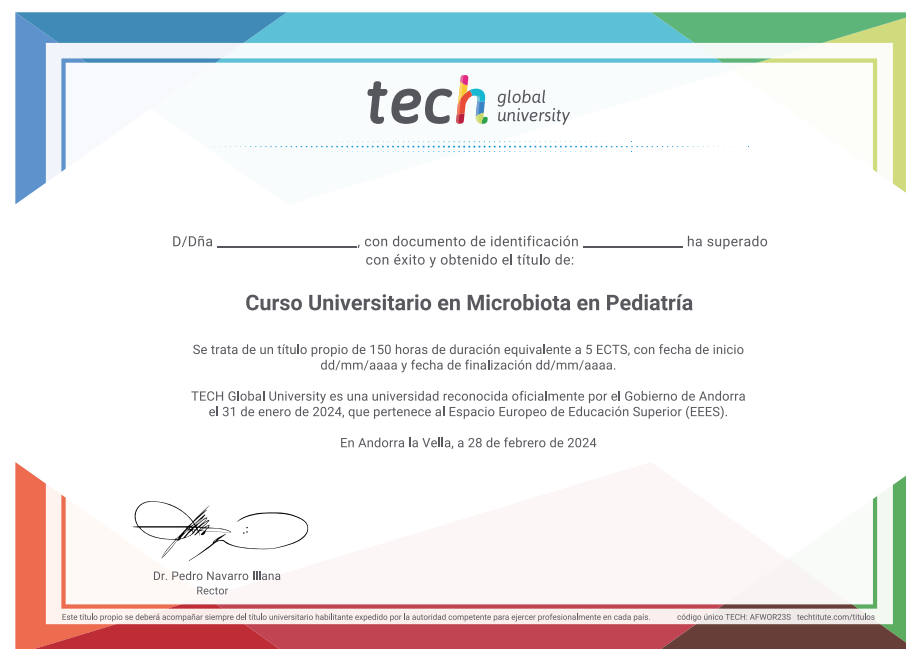 tech global university
D/Dña __________________, con documento de identificación _____________ ha superado
con éxito y obtenido el título de:
Curso Universitario en Microbiota en Pediatría
Se trata de un título propio de 150 horas de duración equivalente a 5 ECTS, con fecha de inicio
dd/mm/aaaa y fecha de finalización dd/mm/aaaa.
TECH Global University es una universidad reconocida oficialmente por el Gobierno de Andorra
el 31 de enero de 2024, que pertenece al Espacio Europeo de Educación Superior (EEES).
En Andorra la Vella, a 28 de febrero de 2024
Dr. Pedro Navarro Illana
Rector
Este título propio se deberá acompañar siempre del título universitario habilitante expedido por la autoridad competente para ejercer profesionalmente en cada país. código único TECH: AFWOR23S techtitute.com/titulos